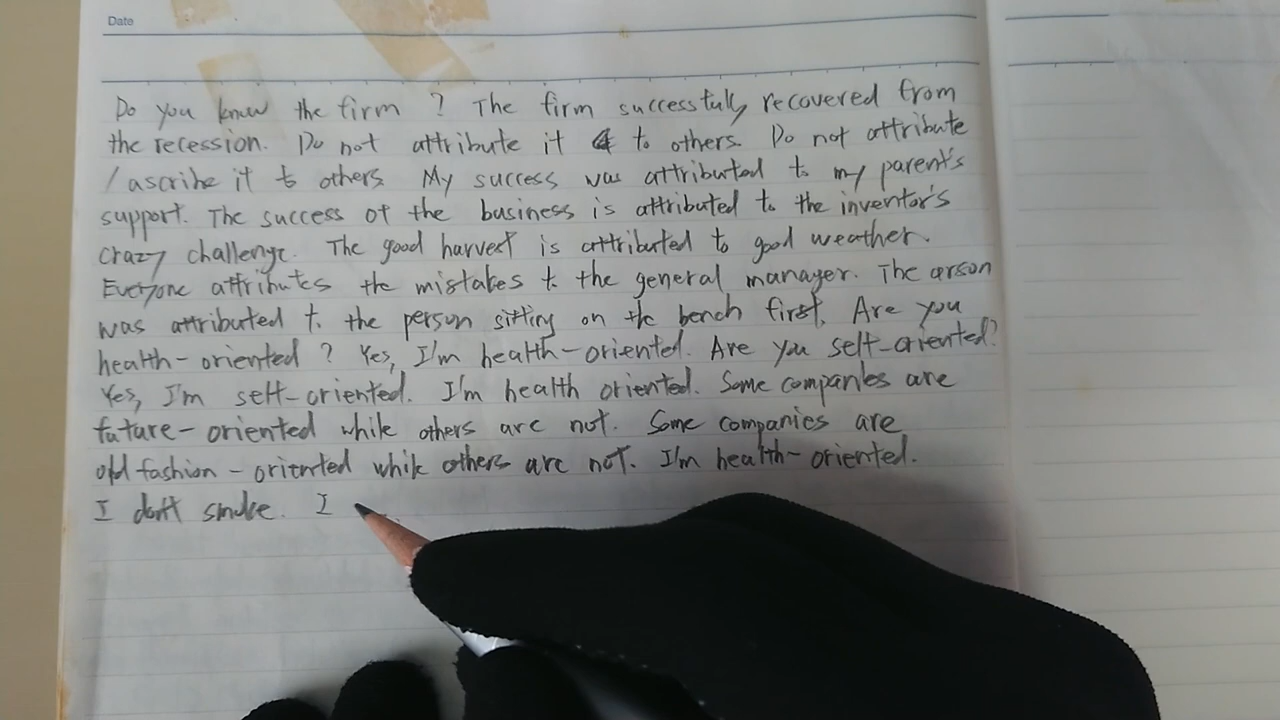 Date
Do you know the firm ? The firm successfully recovered from
the recession. Do not attribute it to others. Do not attribute
/ ascribe it to others. My success was attributed to my parent's
support. The success of the business is attributed to the inventor's
crazy challenge. The good harvest is attributed to good weather.
Everyone attributes the mistakes to the general manager. The arson
was attributed to the person sitting on the bench first. Are you
health-oriented ? Yes, I'm health-oriented. Are you self-oriented?
Yes, I'm self-oriented. I'm health oriented. Some companies are
future-oriented while others are not. Some companies are
old fashion-oriented while others are not. I'm health-oriented.
I don't smoke. I